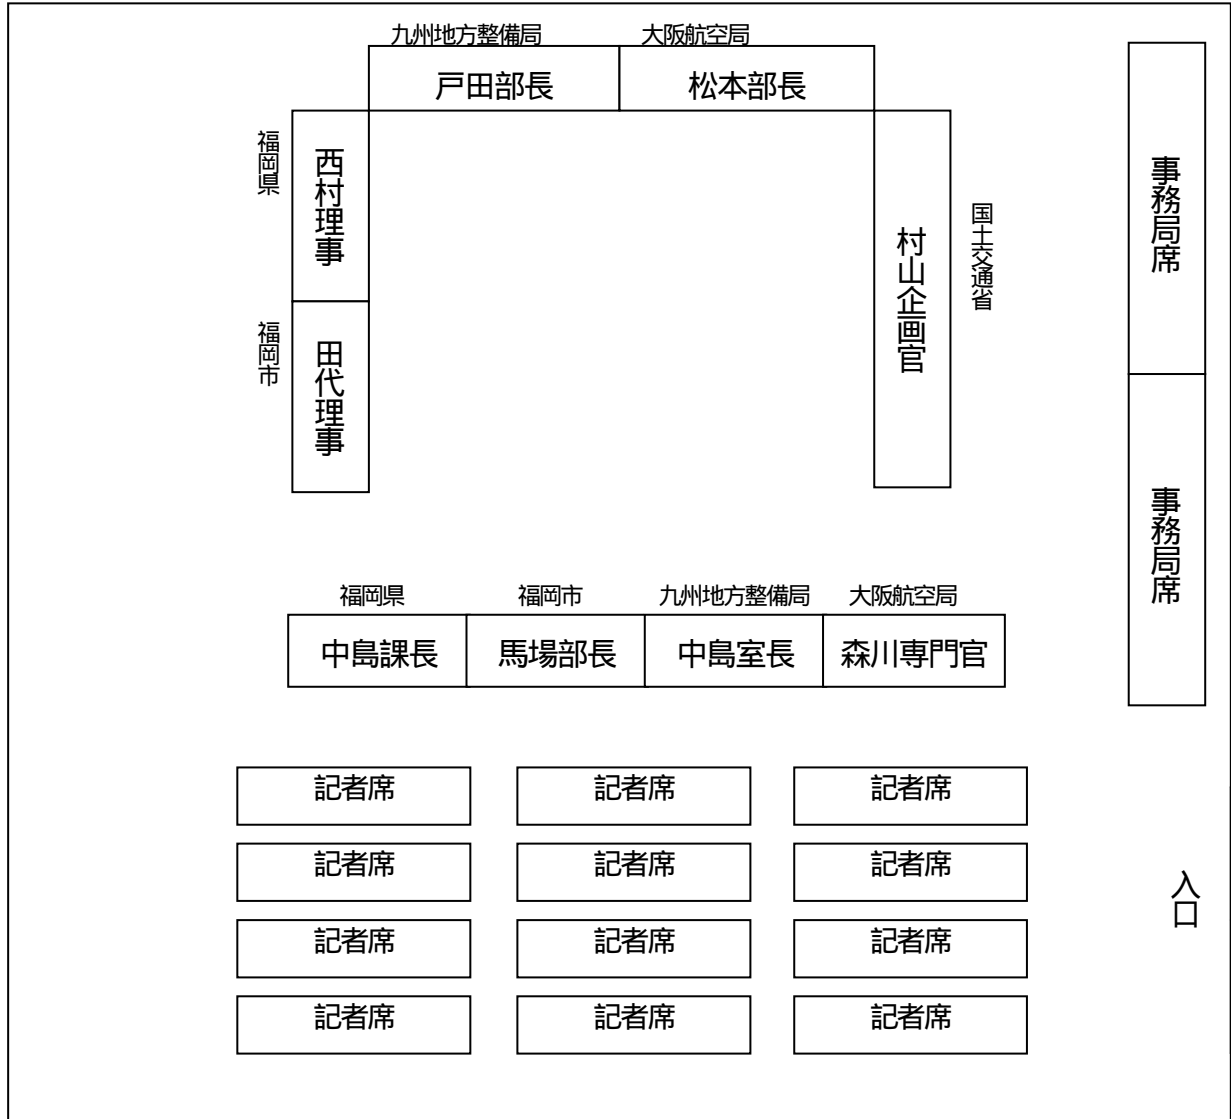 九州地方整備局
大阪航空局
戸田部長
松本部長
福岡県
西村理事
福岡市
田代理事
村山企画官
国土交通省
事務局席
事務局席
福岡県
福岡市
九州地方整備局
大阪航空局
中島課長
馬場部長
中島室長
森川専門官
記者席
記者席
記者席
記者席
記者席
記者席
記者席
記者席
記者席
記者席
記者席
記者席
入口